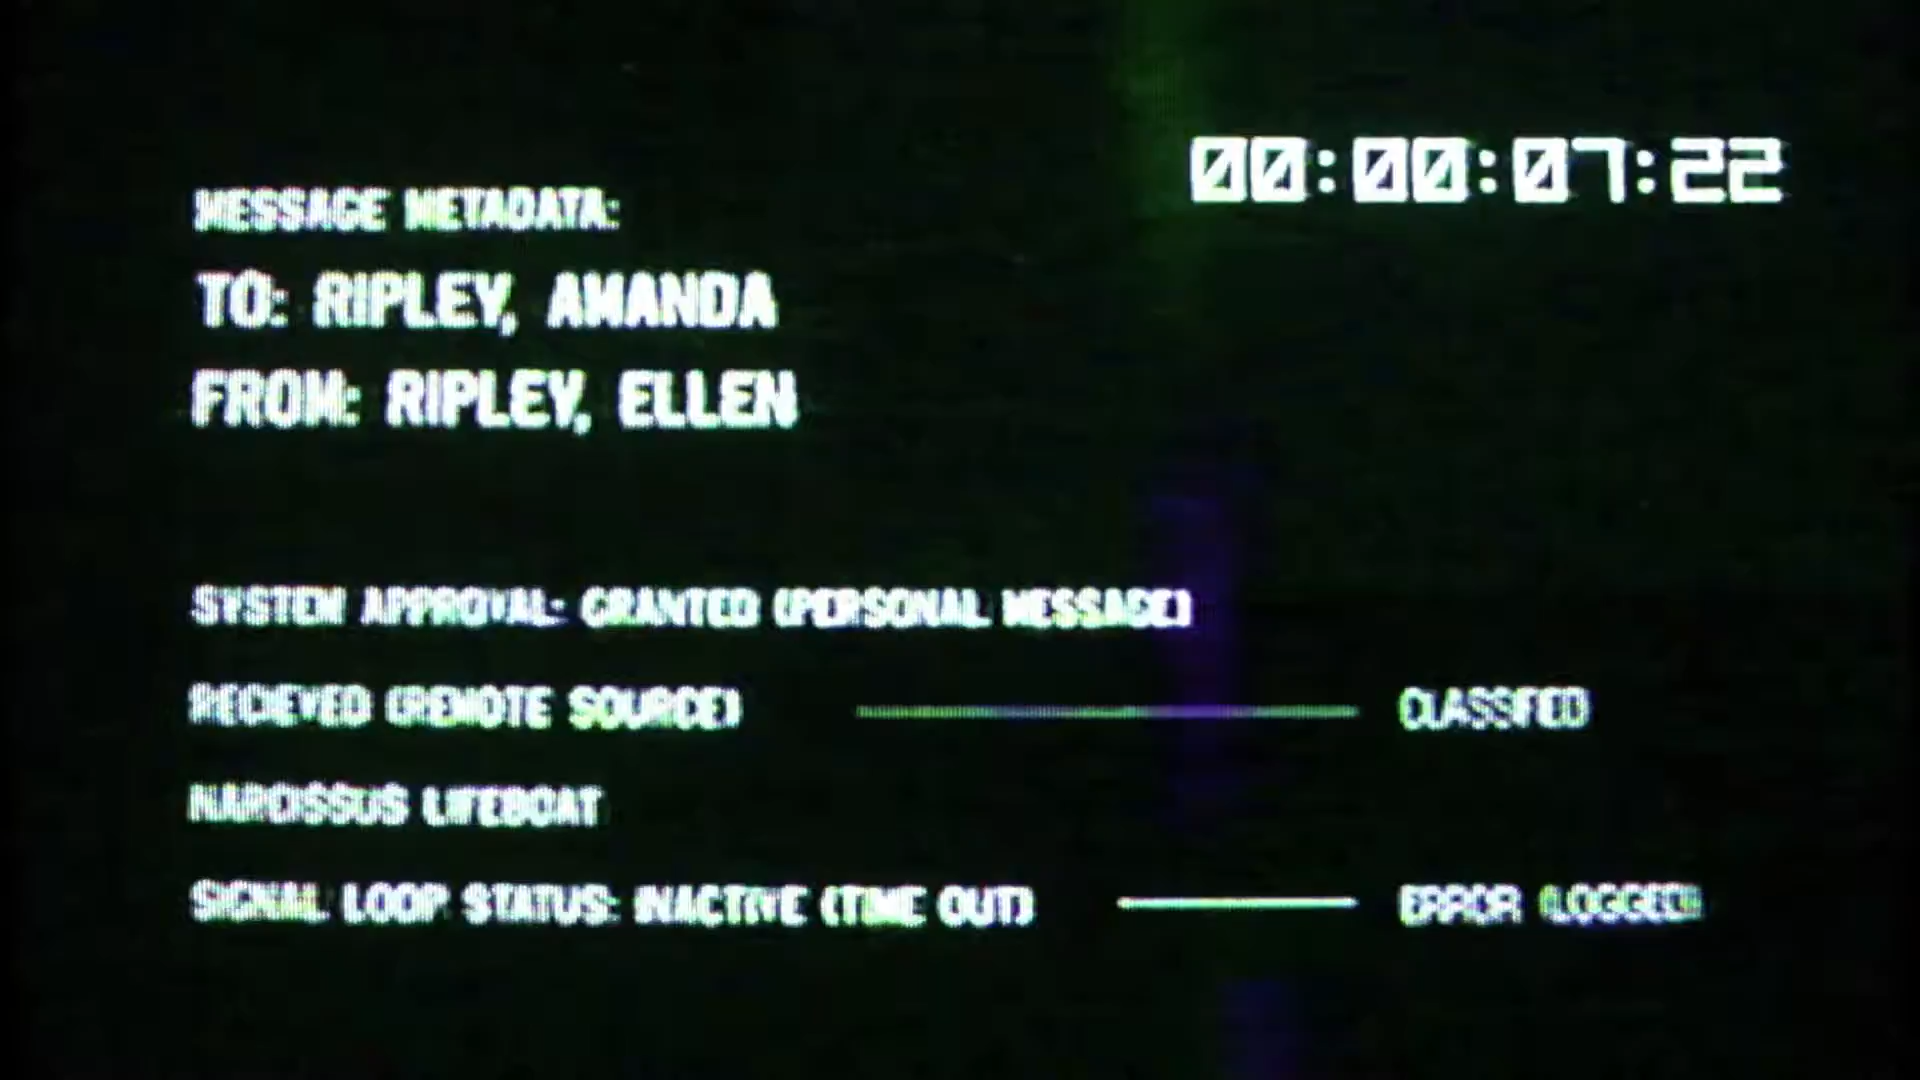 00:00:07:22
MESSAGE METADATA:
TO: RIPLEY, AMANDA
FROM: RIPLEY, ELLEN
SYSTEM APPROVAL: GRANTED (PERSONAL MESSAGE)
RECIEVED (REMOTE SOURCE) CLASSIFIED
NARCISSUS LIFEBOAT
SIGNAL LOOP STATUS: INACTIVE (TIME OUT) ERROR (LOGGED)